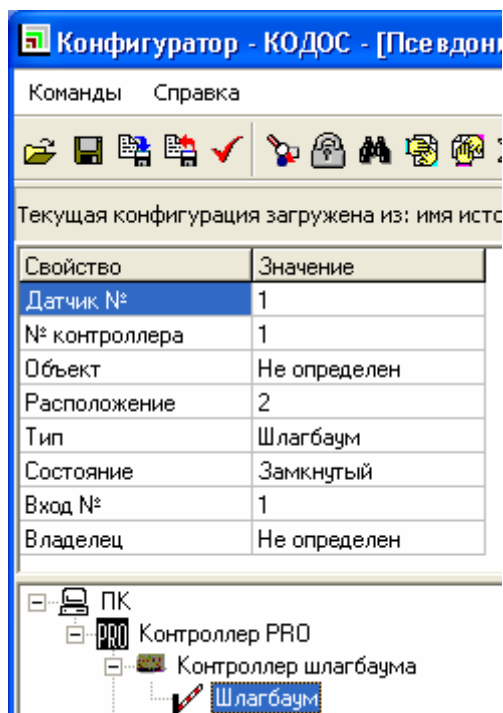 Конфигуратор - КОДОС - [Псевдон
Команды Справка
Текущая конфигурация загружена из: имя исто
Свойство Значение
Датчик № 1
№ контроллера 1
Объект Не определен
Расположение 2
Тип Шлагбаум
Состояние Замкнутый
Вход № 1
Владелец Не определен
ПК
PRO Контроллер PRO
Контроллер шлагбаума
Шлагбаум